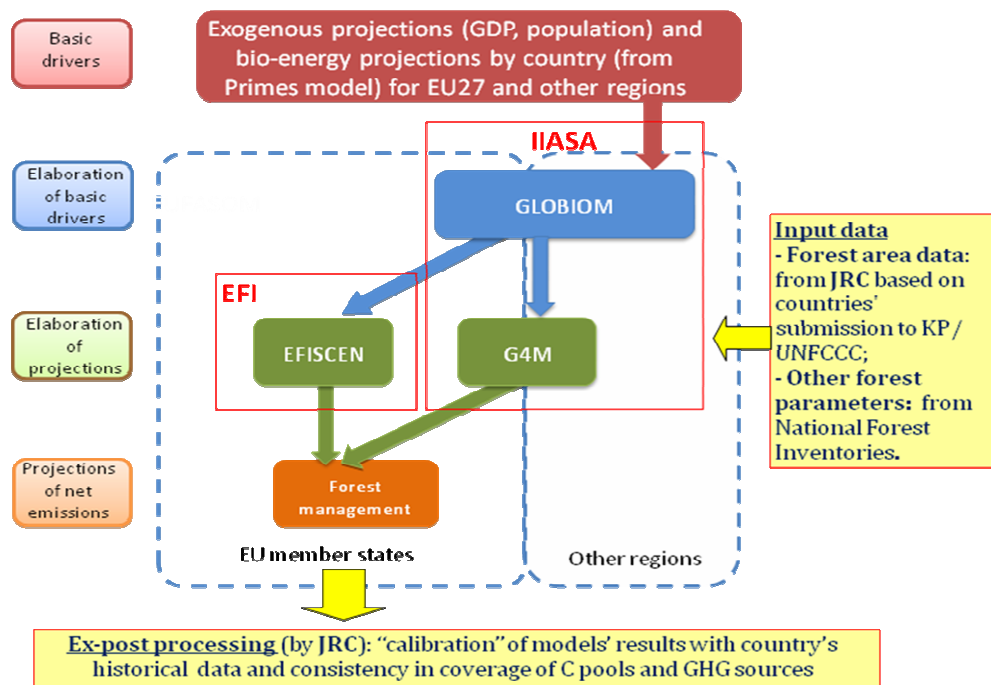 Basic
drivers
Exogenous projections (GDP, population) and
bio-energy projections by country (from
Primes model) for EU27 and other regions
IIASA
Elaboration
of basic
drivers
GLOBIOM
Input data
- Forest area data:
from JRC based on
countries’
submission to KP/
UNFCCC;
- Other forest
parameters: from
National Forest
Inventories.
EFI
Elaboration
of
projections
EFISCEN
G4M
Projections
of net
emissions
Forest
management
EU member states
Other regions
Ex-post processing (by JRC): “calibration” of models’ results with country’s
historical data and consistency in coverage of C pools and GHG sources